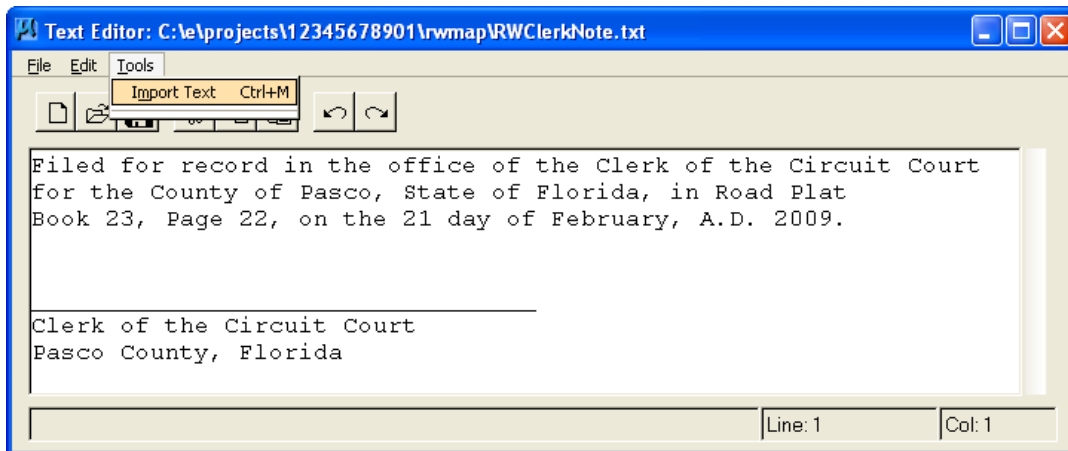 Text Editor: C:\e\projects\12345678901\rwmap\RWClerkNote.txt
File Edit Tools
Import Text Ctrl+M
Filed for record in the office of the Clerk of the Circuit Court
for the County of Pasco, State of Florida, in Road Plat
Book 23, Page 22, on the 21 day of February, A.D. 2009.
Clerk of the Circuit Court
Pasco County, Florida
Line: 1 Col: 1